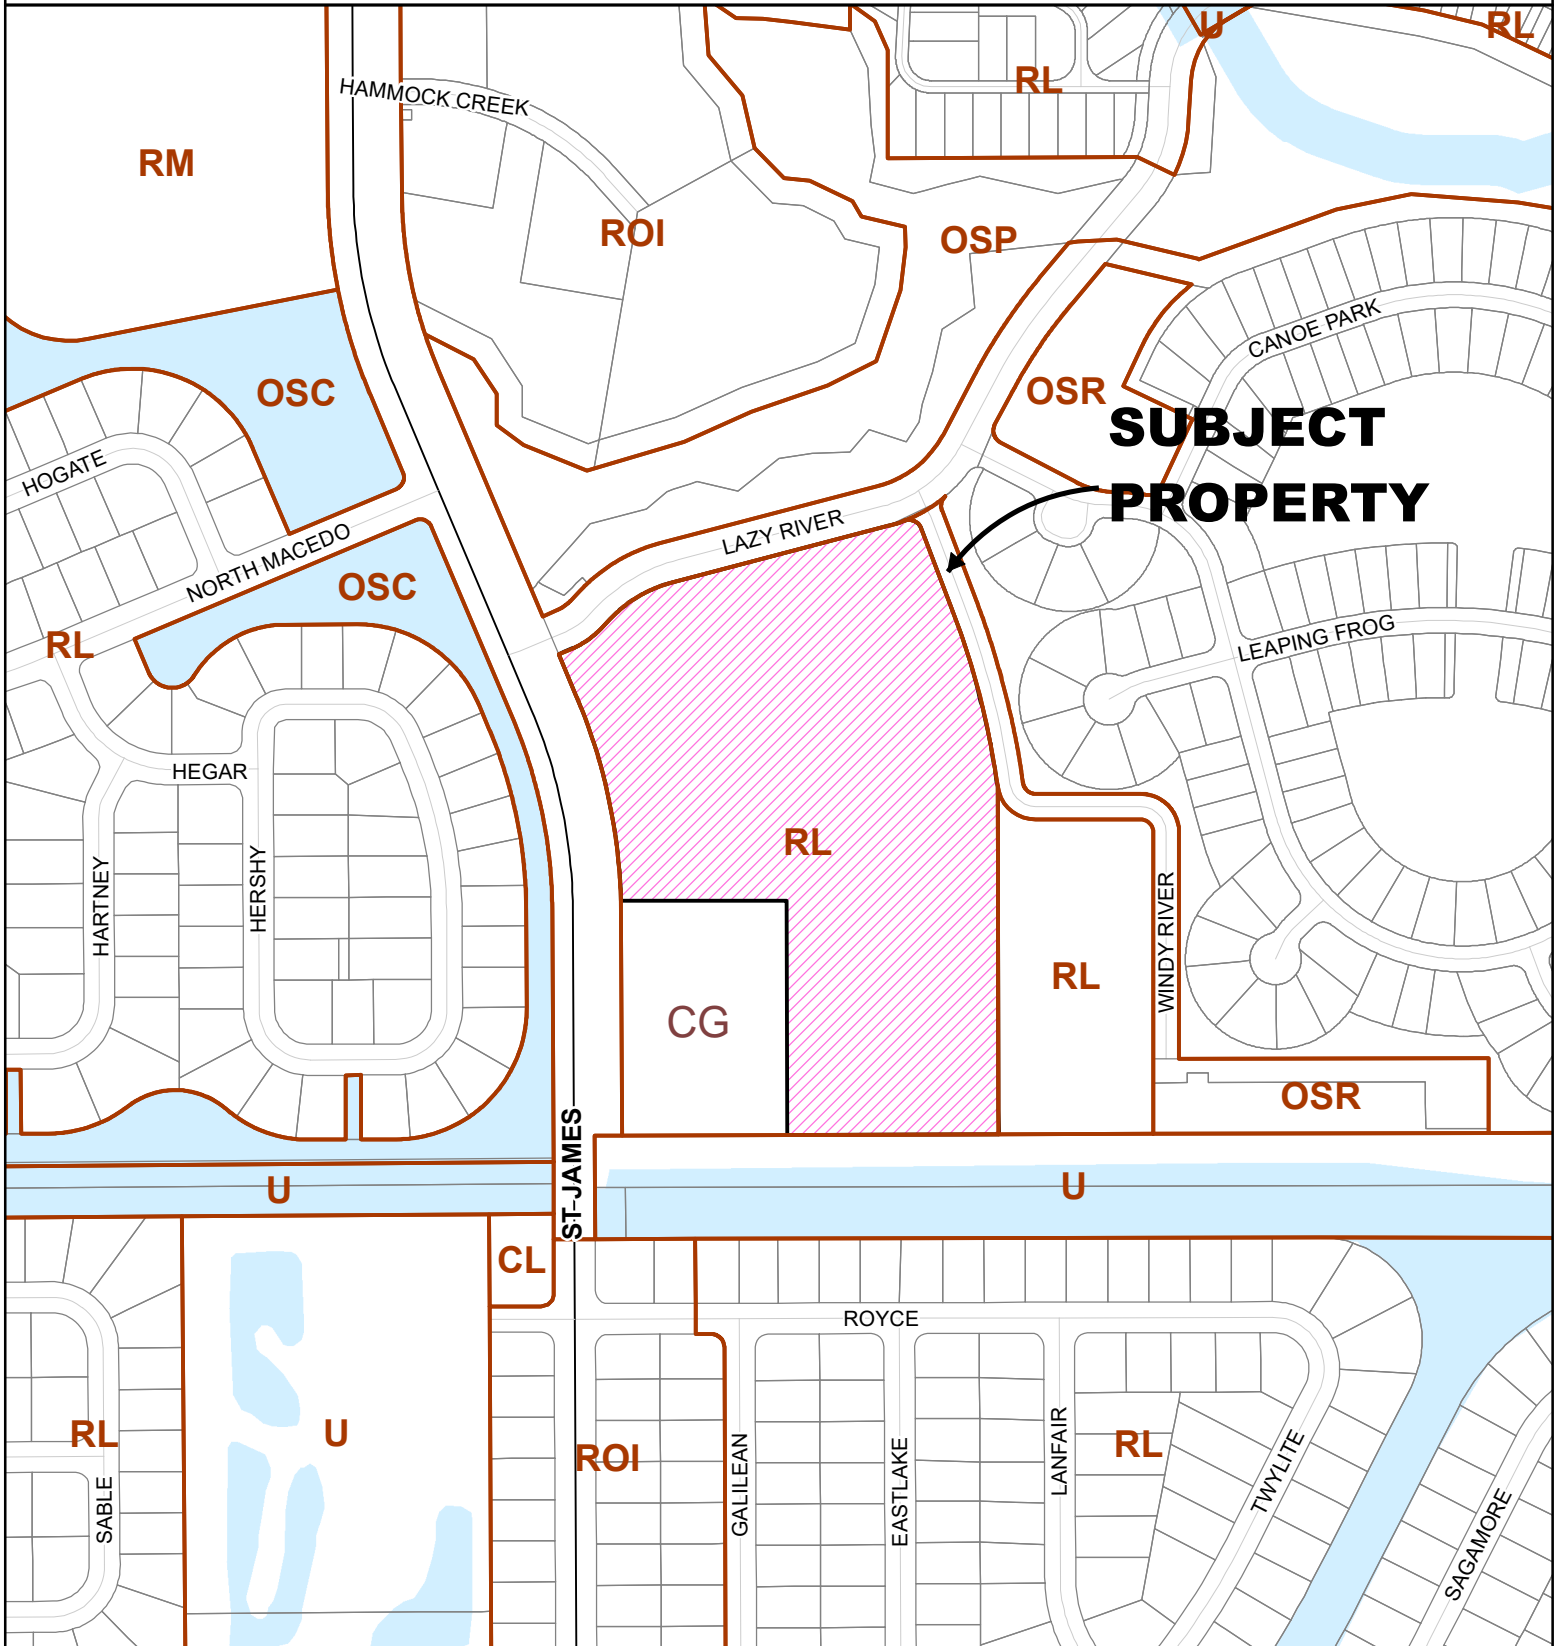 U
RL
RL
HAMMOCK CREEK
RM
ROI
OSP
CANOE PARK
OSC
OSR
SUBJECT
PROPERTY
HOGATE
LAZY RIVER
NORTH MACEDO
OSC
RL
LEAPING FROG
HEGAR
RL
HARTNEY
HERSHY
WINDY RIVER
RL
CG
OSR
ST-JAMES
U
U
CL
ROYCE
RL
U
ROI
RL
SABLE
GALILEAN
EASTLAKE
LANFAIR
TWYLITE
SAGAMORE